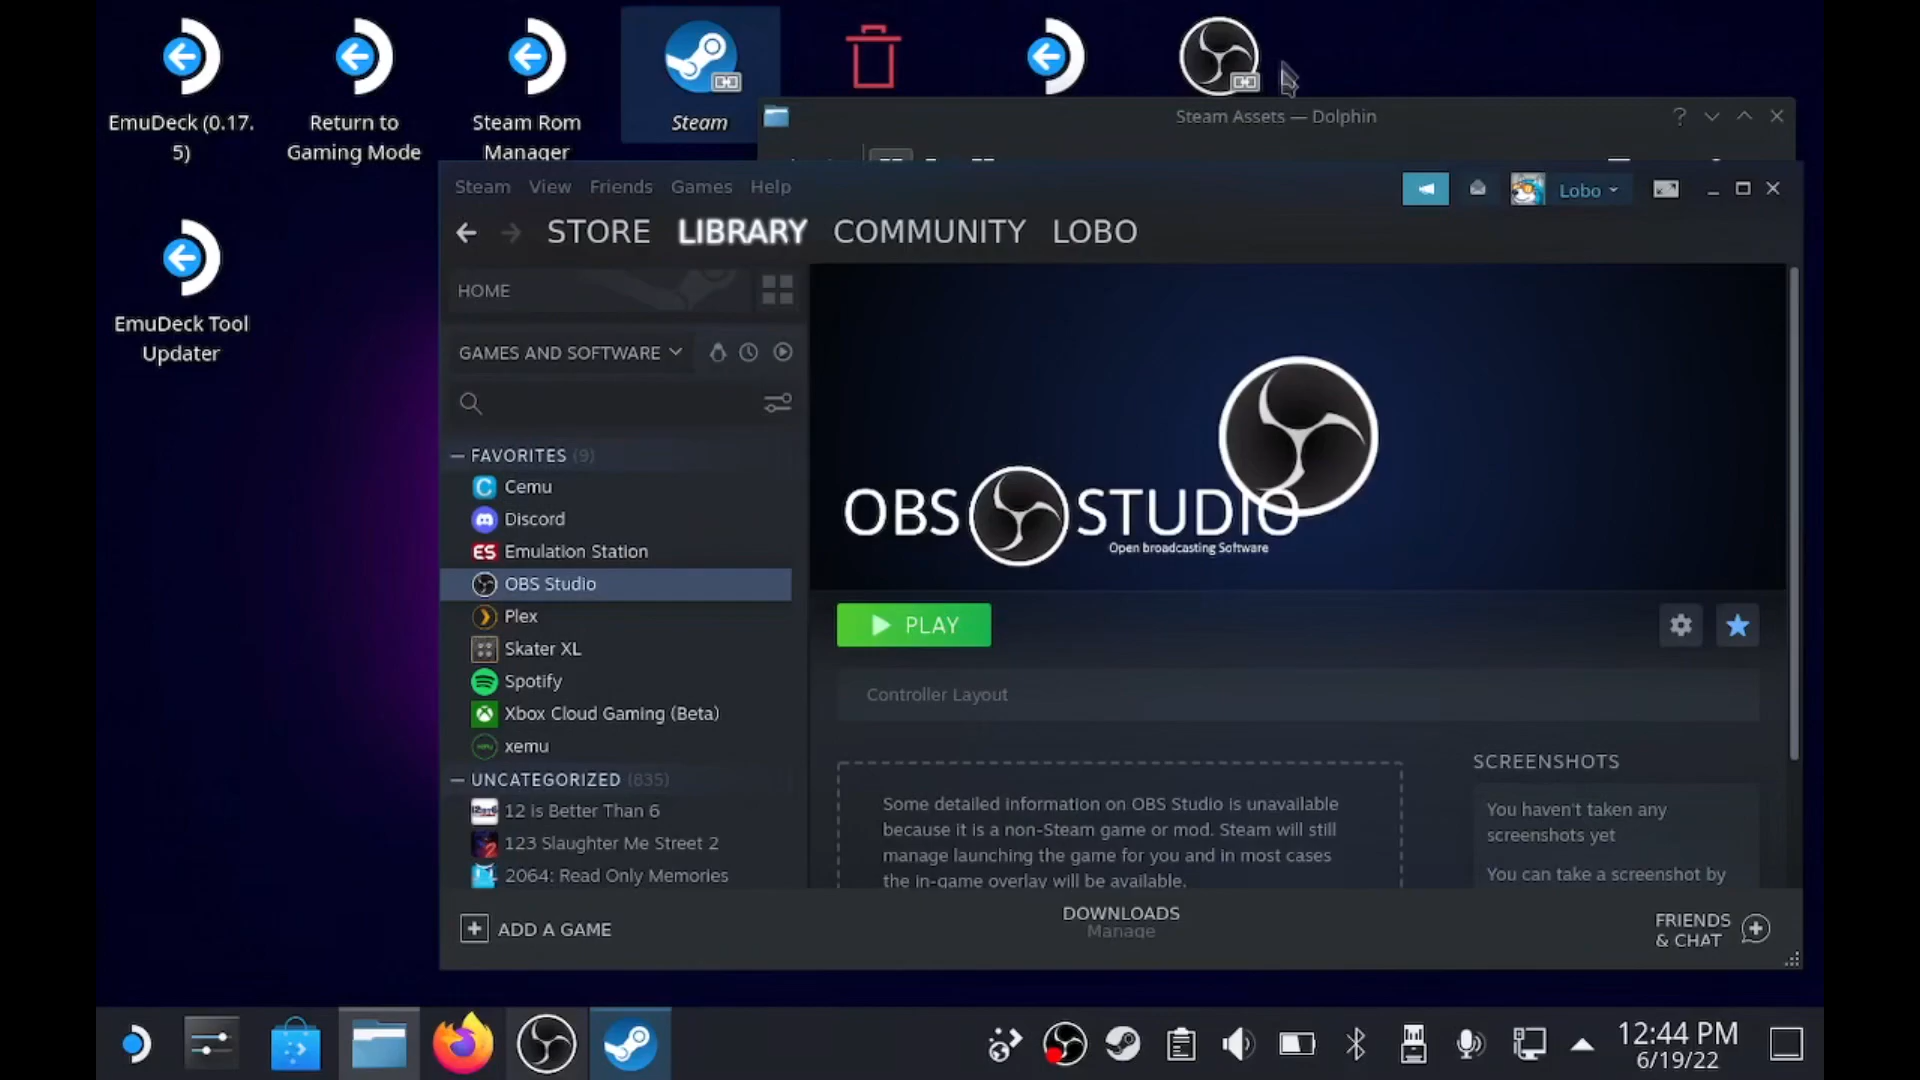 EmuDeck (0.17.
5)
Return to
Gaming Mode
Steam Rom
Manager
Steam
EmuDeck Tool
Updater
Steam Assets — Dolphin
Steam View Friends Games Help
Lobo
STORE LIBRARY COMMUNITY LOBO
HOME
GAMES AND SOFTWARE
FAVORITES (9)
Cemu
Discord
ES Emulation Station
OBS Studio
Plex
Skater XL
Spotify
Xbox Cloud Gaming (Beta)
xemu
UNCATEGORIZED (835)
12 is Better Than 6
123 Slaughter Me Street 2
2064: Read Only Memories
OBS STUDIO
Open broadcasting Software
PLAY
Controller Layout
Some detailed information on OBS Studio is unavailable
because it is a non-Steam game or mod. Steam will still
manage launching the game for you and in most cases
the in-game overlay will be available.
SCREENSHOTS
You haven't taken any
screenshots yet
You can take a screenshot by
ADD A GAME
DOWNLOADS
Manage
FRIENDS
& CHAT
12:44 PM
6/19/22